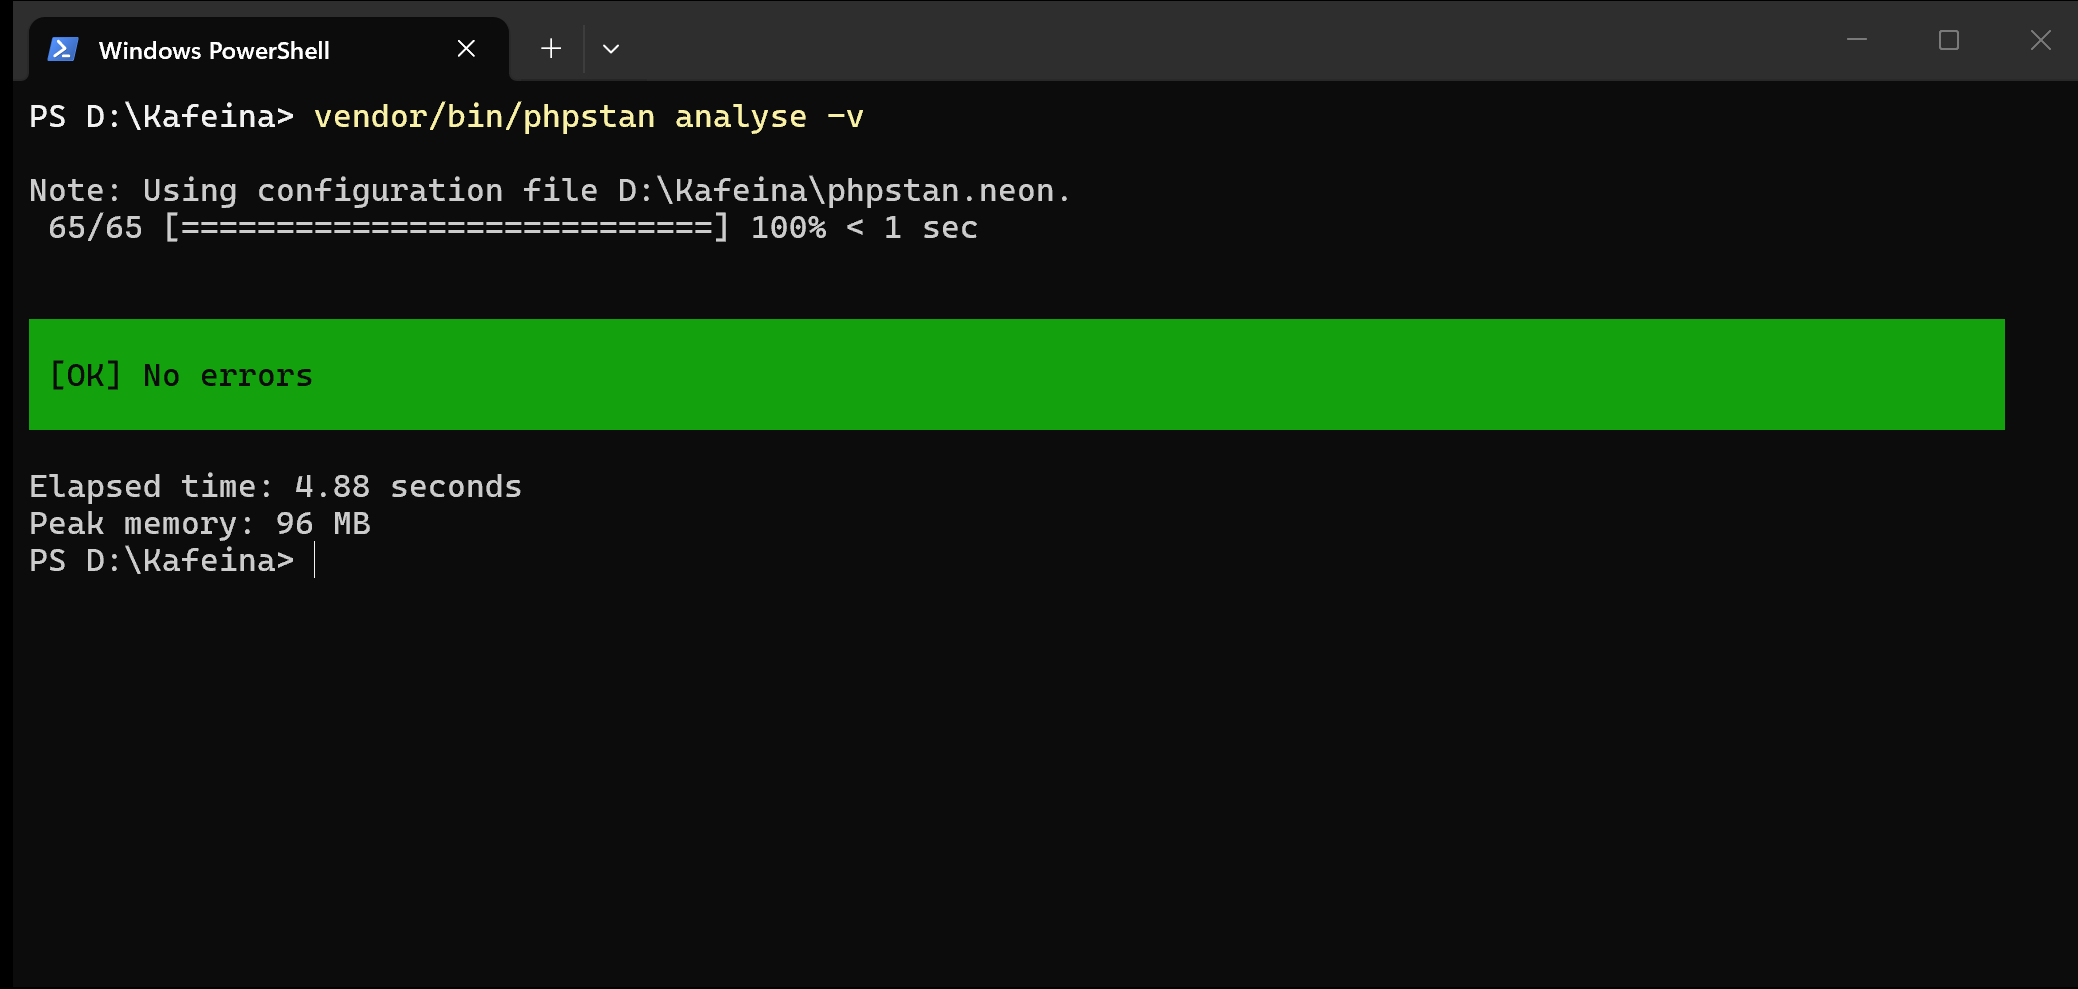 Windows PowerShell
PS D:\Kafeina> vendor/bin/phpstan analyse -v
Note: Using configuration file D:\Kafeina\phpstan.neon.
65/65 [============================] 100% < 1 sec
[OK] No errors
Elapsed time: 4.88 seconds
Peak memory: 96 MB
PS D:\Kafeina>